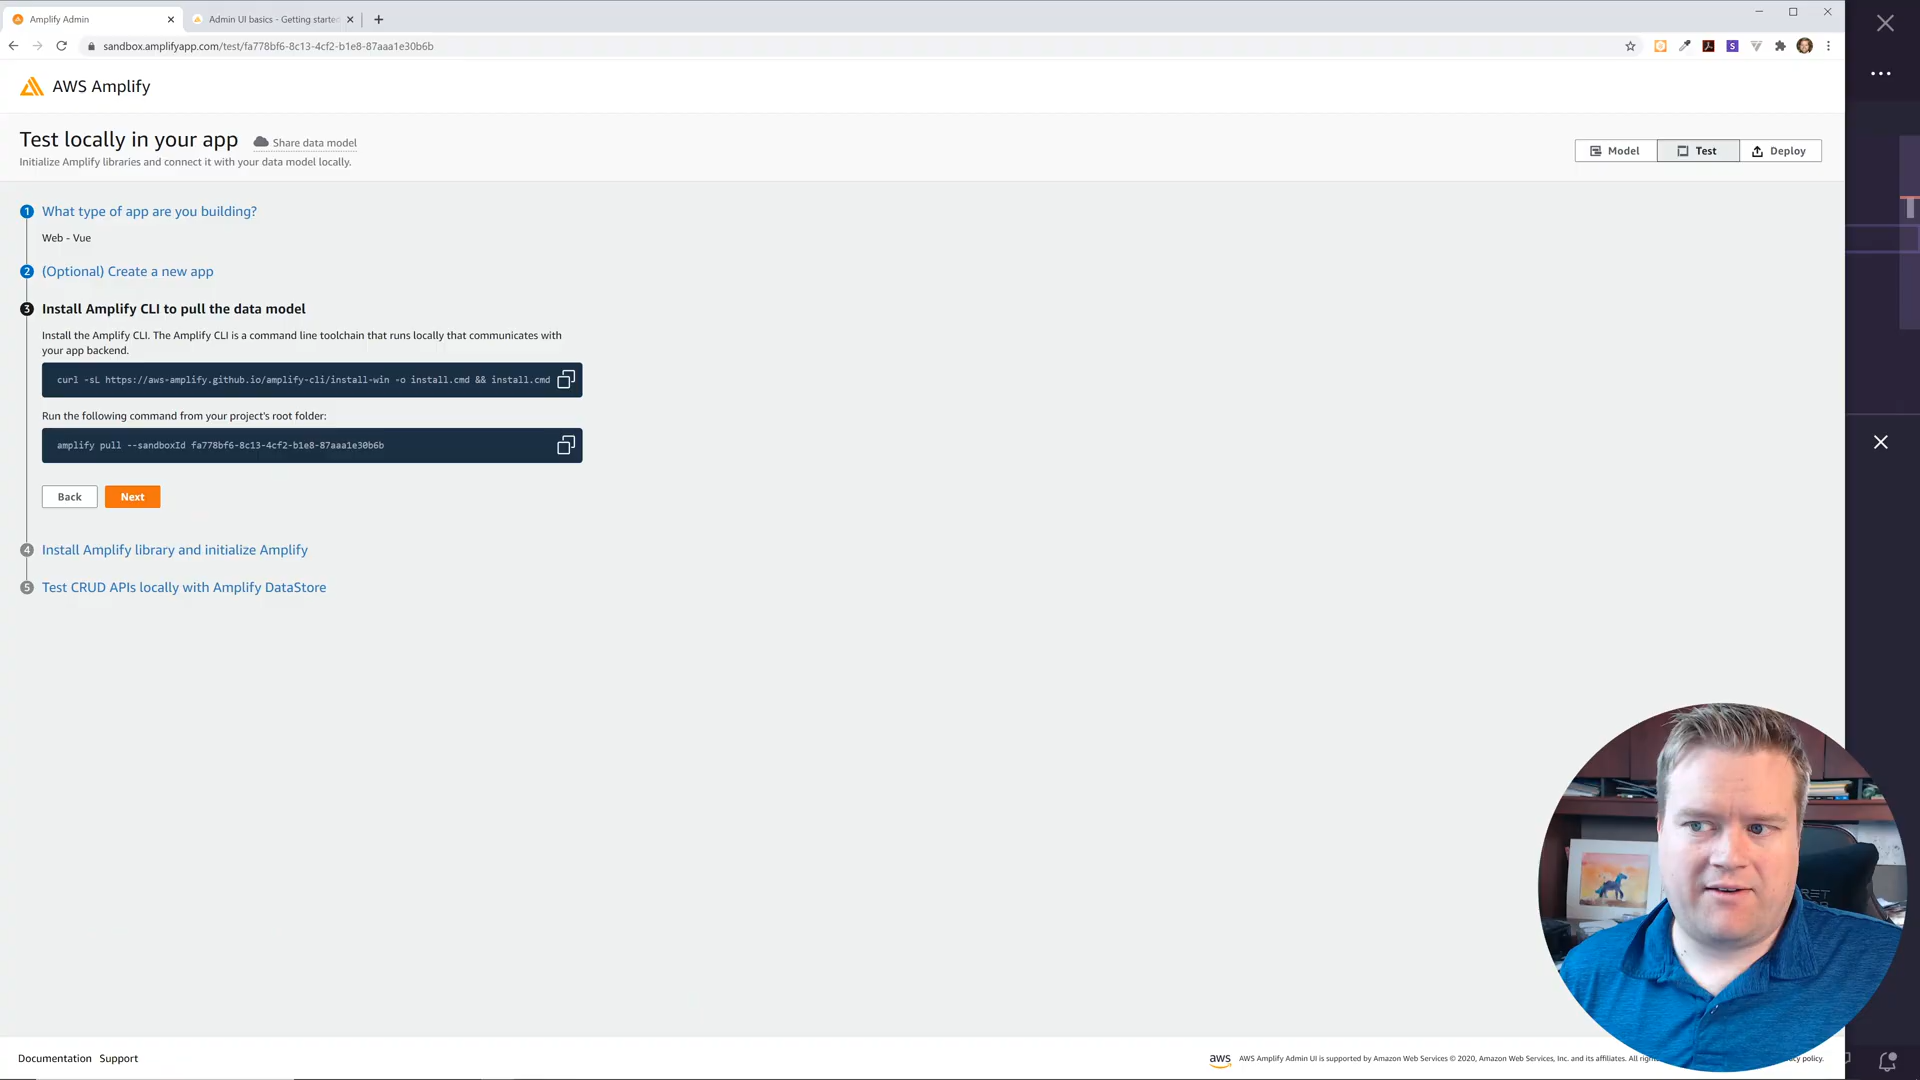 Amplify Admin
Admin UI basics - Getting starte
sandbox.amplifyapp.com/test/fa778bf6-8c13-4cf2-b1e8-87aaa1e30b6b
AWS Amplify
Test locally in your app
Share data model
Initialize Amplify libraries and connect it with your data model locally.
Model
Test
Deploy
1 What type of app are you building?
Web - Vue
2 (Optional) Create a new app
3 Install Amplify CLI to pull the data model
Install the Amplify CLI. The Amplify CLI is a command line toolchain that runs locally that communicates with
your app backend.
curl -sL https://aws-amplify.github.io/amplify-cli/install-win -o install.cmd && install.cmd
Run the following command from your project's root folder:
amplify pull --sandboxId fa778bf6-8c13-4cf2-b1e8-87aaa1e30b6b
Back
Next
4 Install Amplify library and initialize Amplify
5 Test CRUD APIs locally with Amplify DataStore
Documentation Support
aws AWS Amplify Admin UI is supported by Amazon Web Services © 2020, Amazon Web Services, Inc. and its affiliates. All policy.